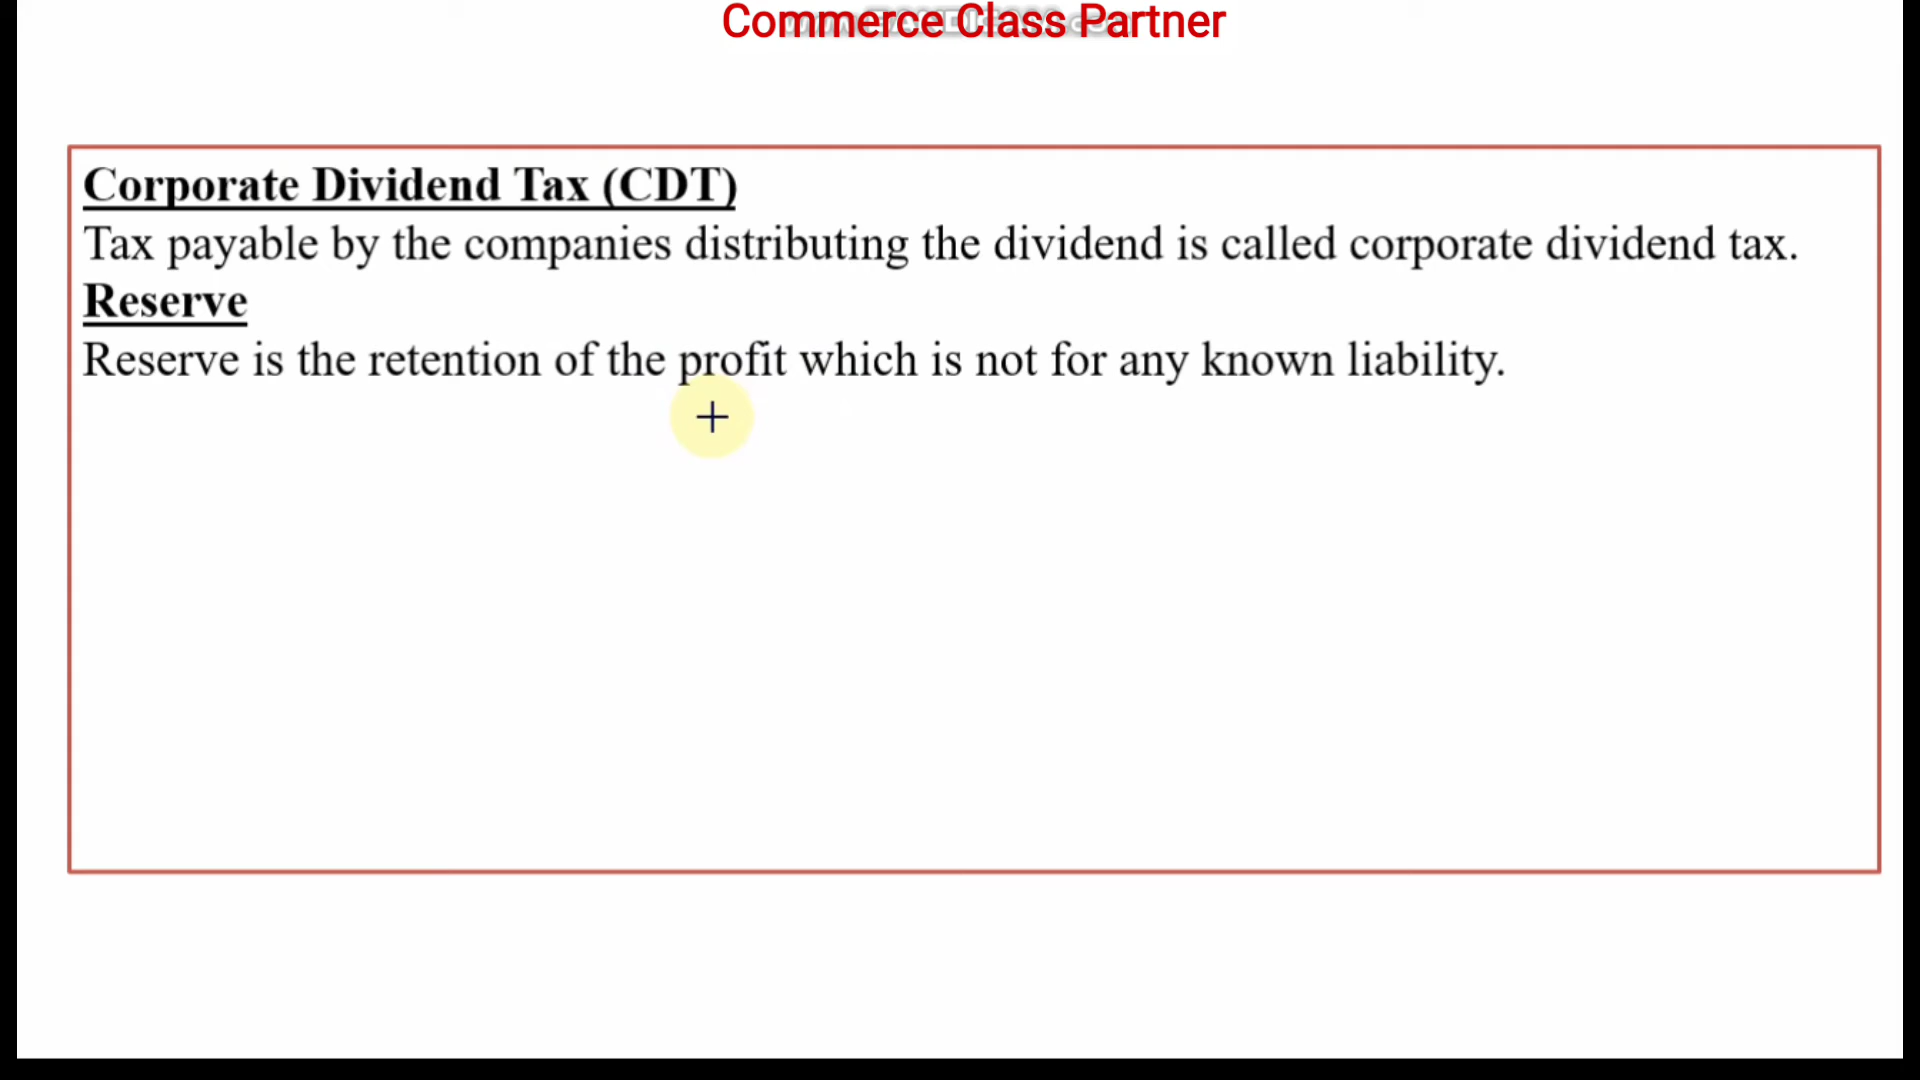 Commerce Class Partner
Corporate Dividend Tax (CDT)
Tax payable by the companies distributing the dividend is called corporate dividend tax.
Reserve
Reserve is the retention of the profit which is not for any known liability.